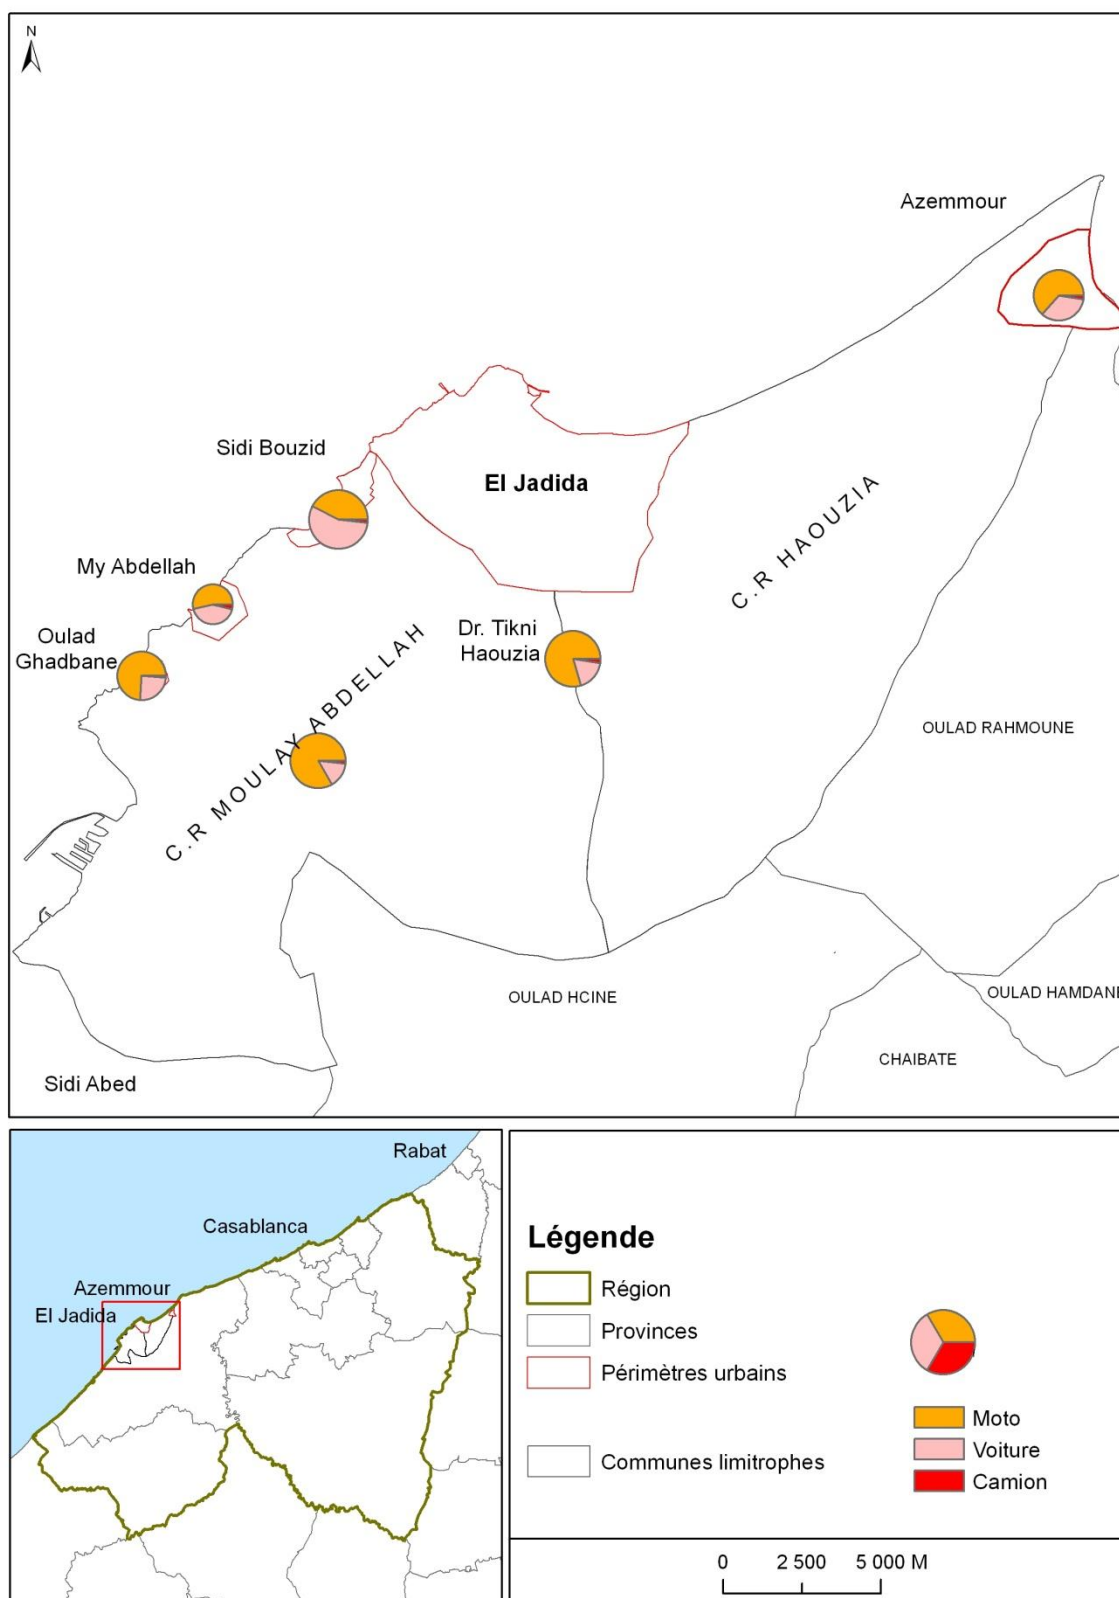 N
Azemmour
Sidi Bouzid
El Jadida
C.R HAOUZIA
My Abdellah
Oulad
Ghadbane
Dr. Tikni
Haouzia
C.R MOULAY ABDELLAH
OULAD RAHMOUNE
OULAD HCINE
OULAD HAMDANE
CHAIBATE
Sidi Abed
Rabat
Casablanca
Azemmour
El Jadida
Légende
Région
Provinces
Périmètres urbains
Communes limitrophes
Moto
Voiture
Camion
0 2 500 5 000 M